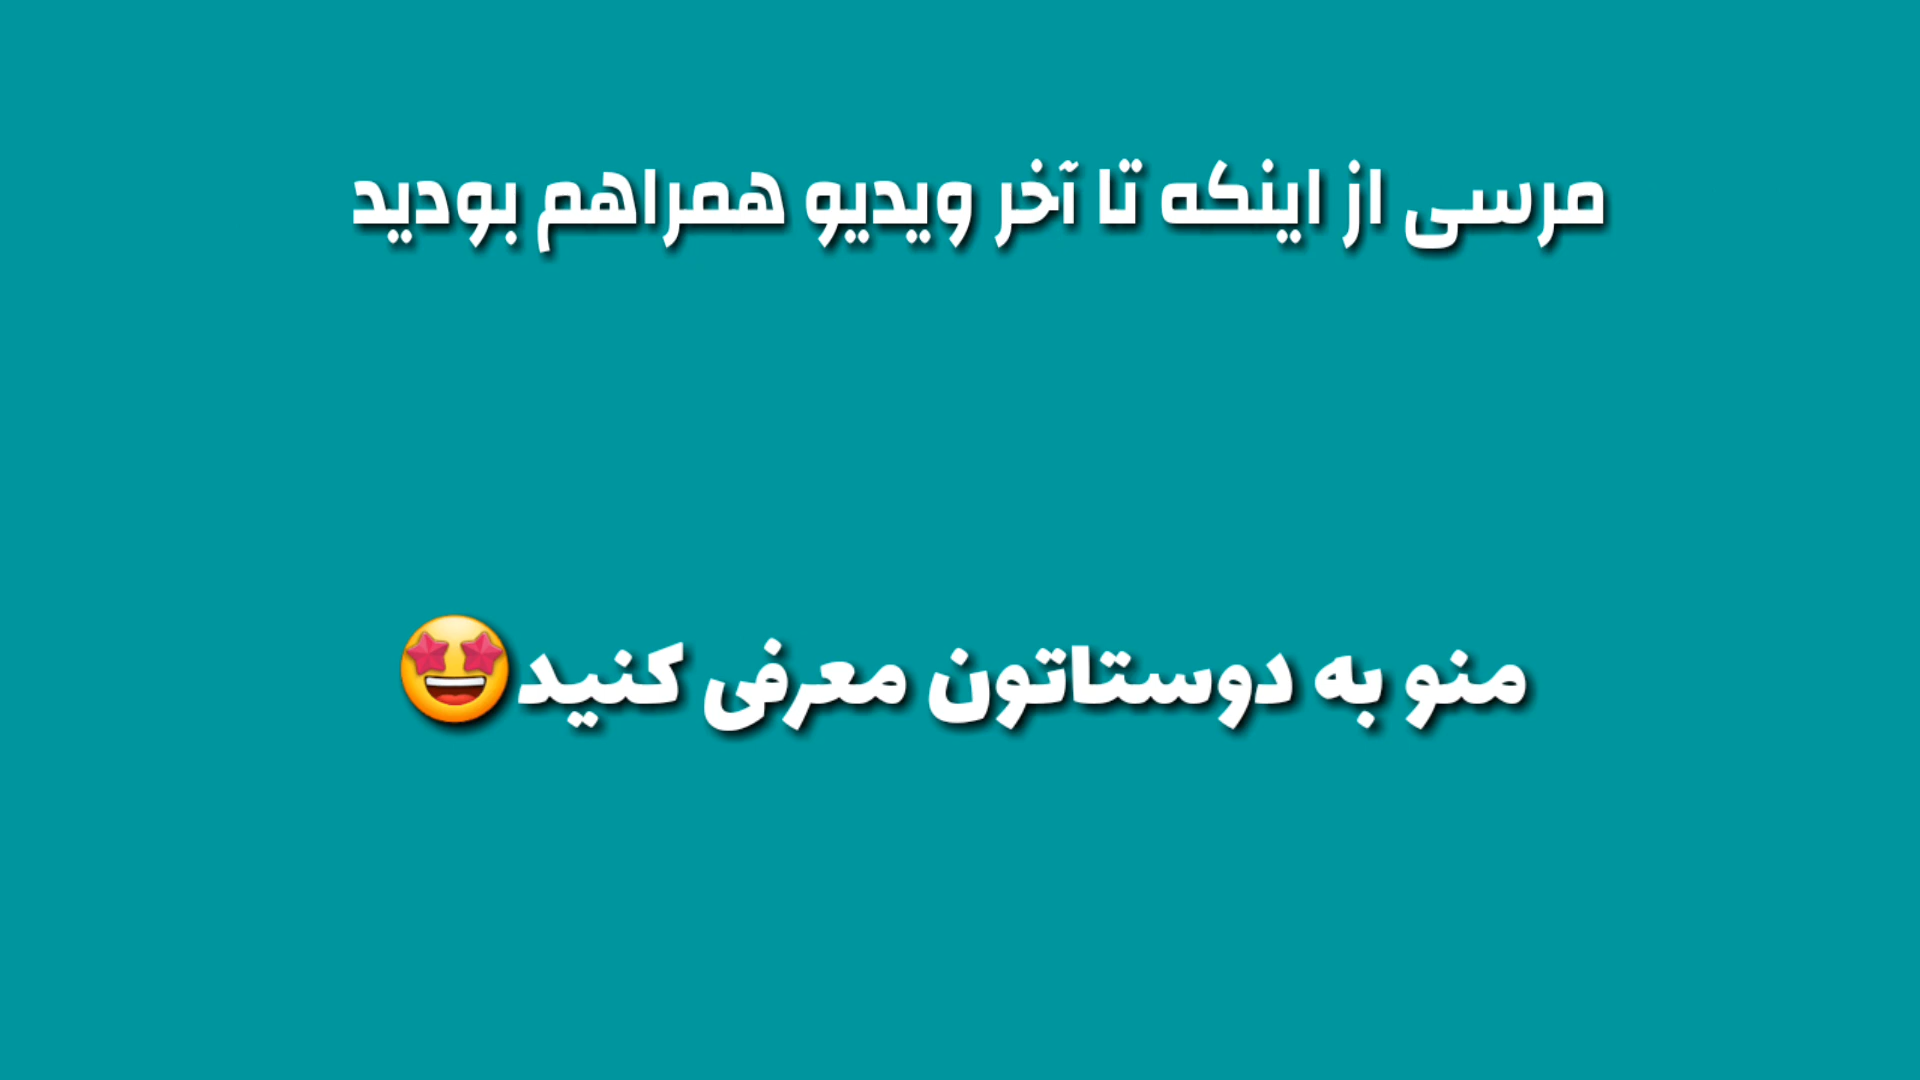 مرسی از اینکه تا آخر ویدیو همراهم بودید
منو به دوستاتون معرفی کنید🤩